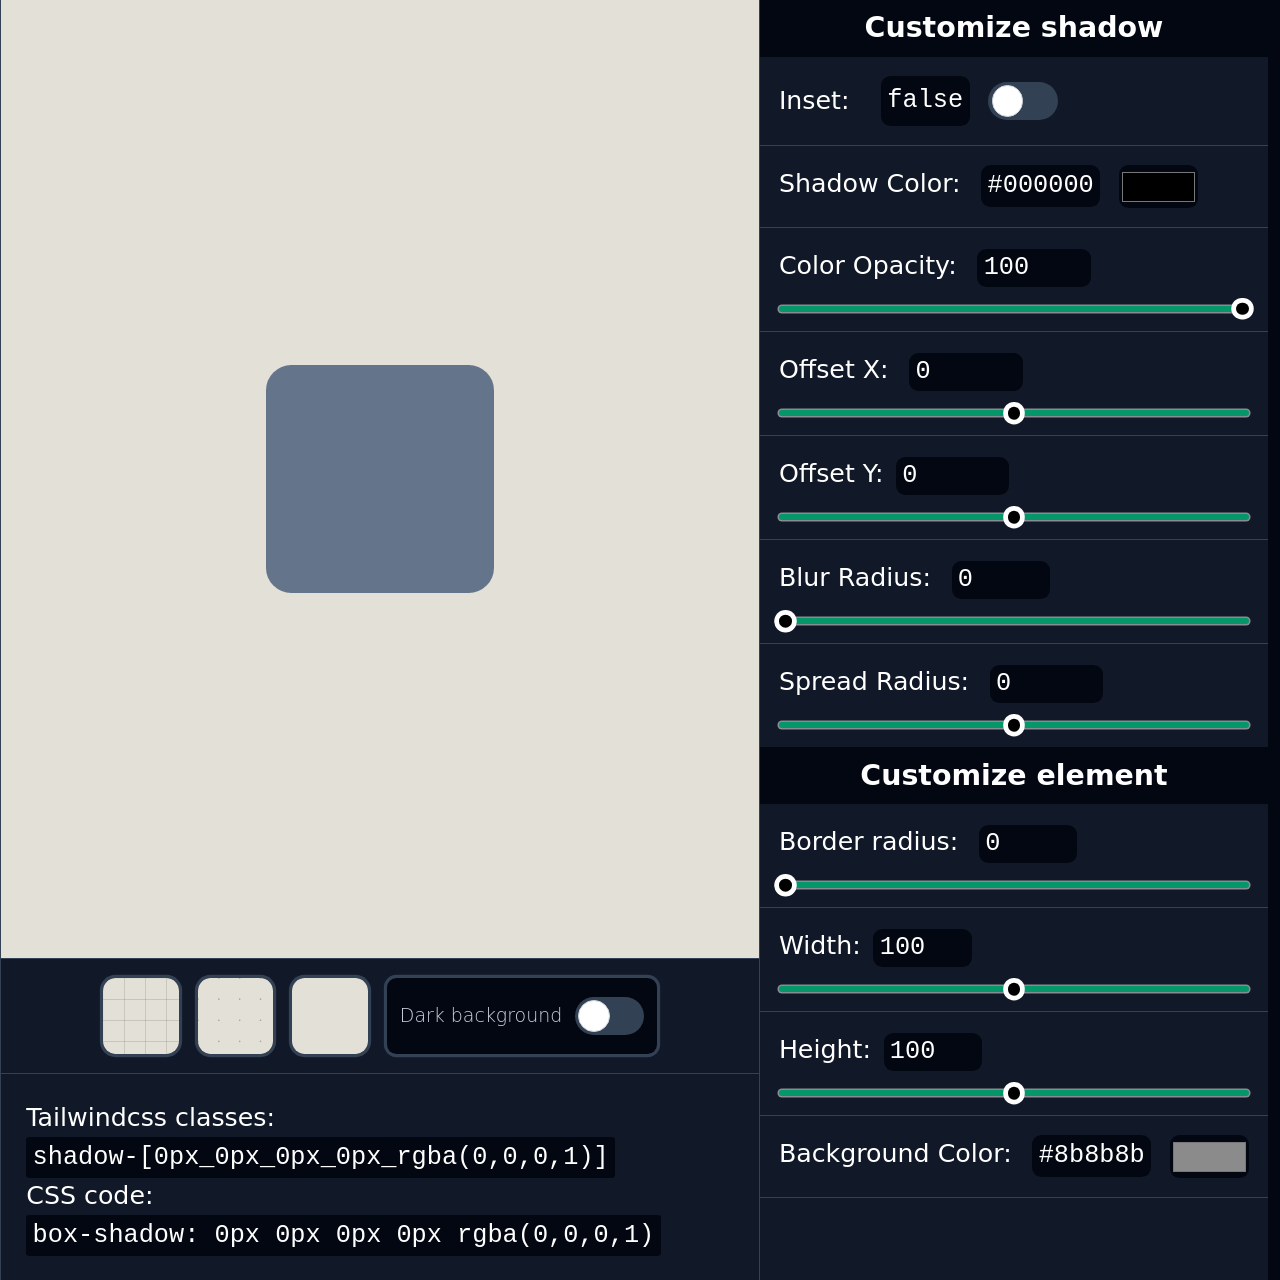 Customize shadow
Inset: false
Shadow Color: #000000
Color Opacity: 100
Offset X: 0
Offset Y: 0
Blur Radius: 0
Spread Radius: 0
Customize element
Border radius: 0
Width: 100
Height: 100
Background Color: #8b8b8b
Dark background
Tailwindcss classes:
shadow-[0px_0px_0px_0px_rgba(0,0,0,1)]
CSS code:
box-shadow: 0px 0px 0px 0px rgba(0,0,0,1)